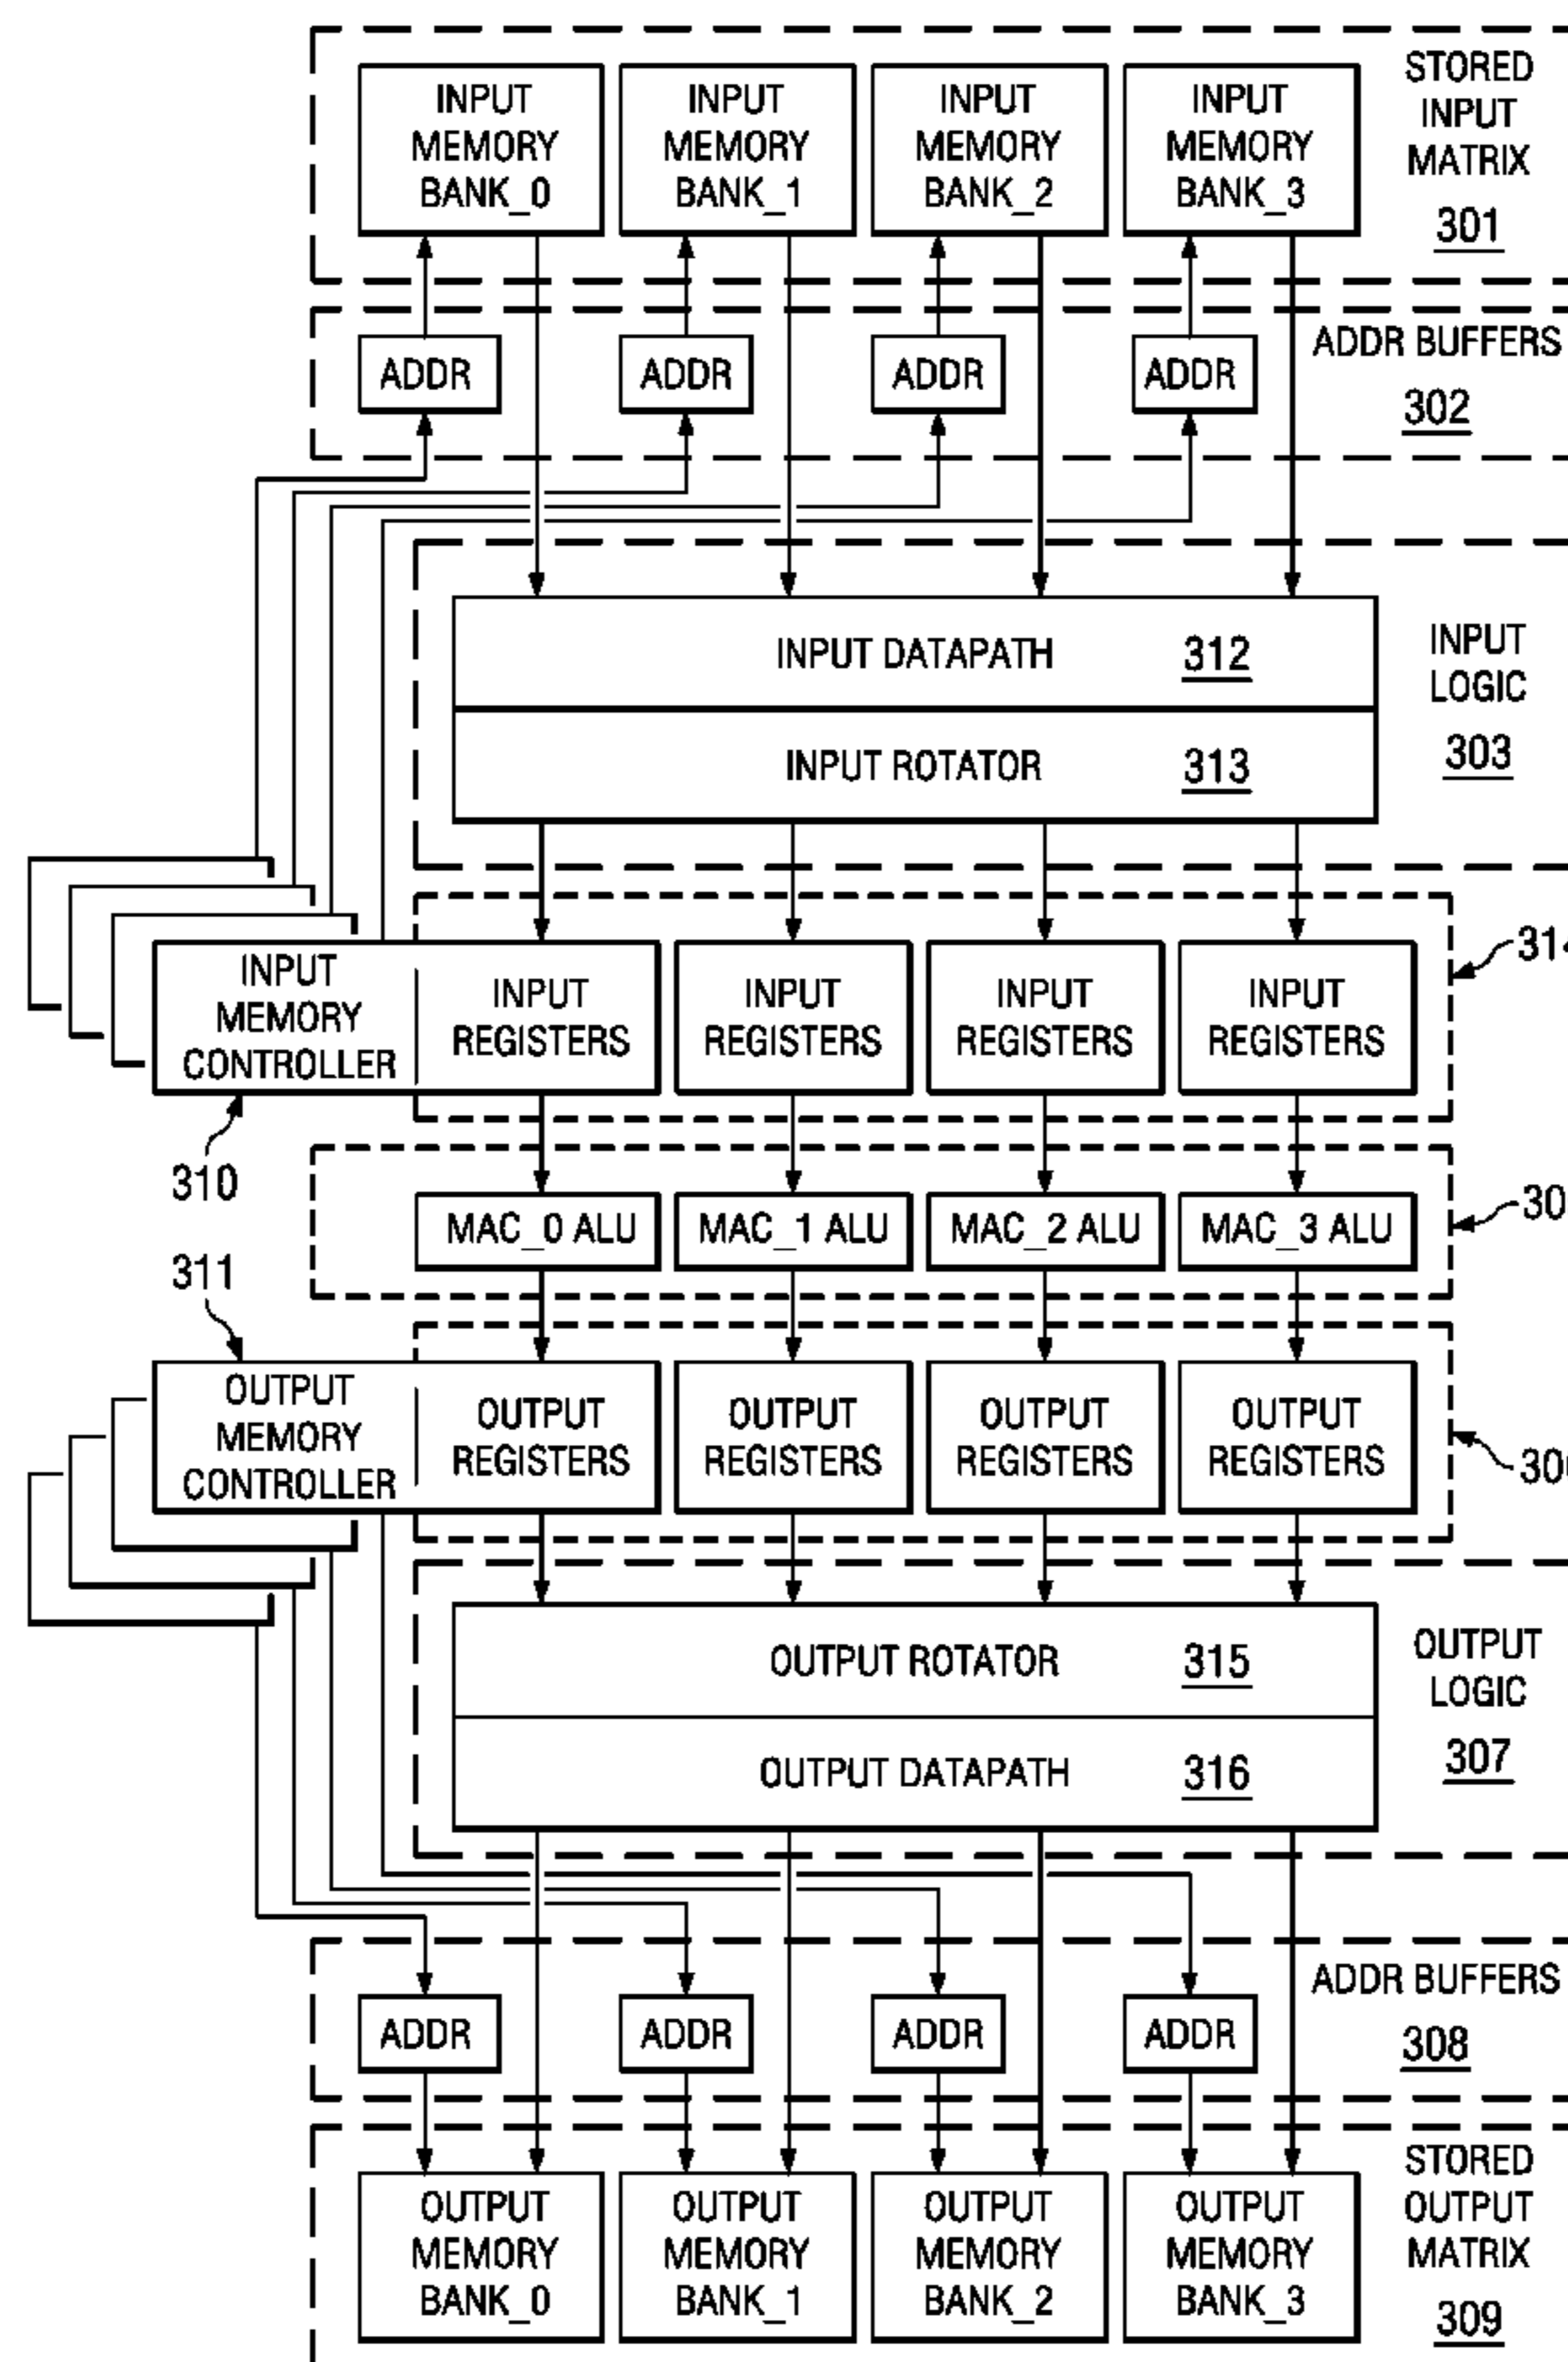 INPUT
MEMORY
BANK_0
INPUT
MEMORY
BANK_1
INPUT
MEMORY
BANK_2
INPUT
MEMORY
BANK_3
STORED
INPUT
MATRIX
301
ADDR
ADDR
ADDR
ADDR
ADDR BUFFERS
302
INPUT DATAPATH 312
INPUT ROTATOR 313
INPUT
LOGIC
303
INPUT
MEMORY
CONTROLLER
INPUT
REGISTERS
INPUT
REGISTERS
INPUT
REGISTERS
INPUT
REGISTERS
314
310
MAC_0 ALU
MAC_1 ALU
MAC_2 ALU
MAC_3 ALU
30
311
OUTPUT
MEMORY
CONTROLLER
OUTPUT
REGISTERS
OUTPUT
REGISTERS
OUTPUT
REGISTERS
OUTPUT
REGISTERS
306
OUTPUT ROTATOR 315
OUTPUT DATAPATH 316
OUTPUT
LOGIC
307
ADDR
ADDR
ADDR
ADDR
ADDR BUFFERS
308
OUTPUT
MEMORY
BANK_0
OUTPUT
MEMORY
BANK_1
OUTPUT
MEMORY
BANK_2
OUTPUT
MEMORY
BANK_3
STORED
OUTPUT
MATRIX
309